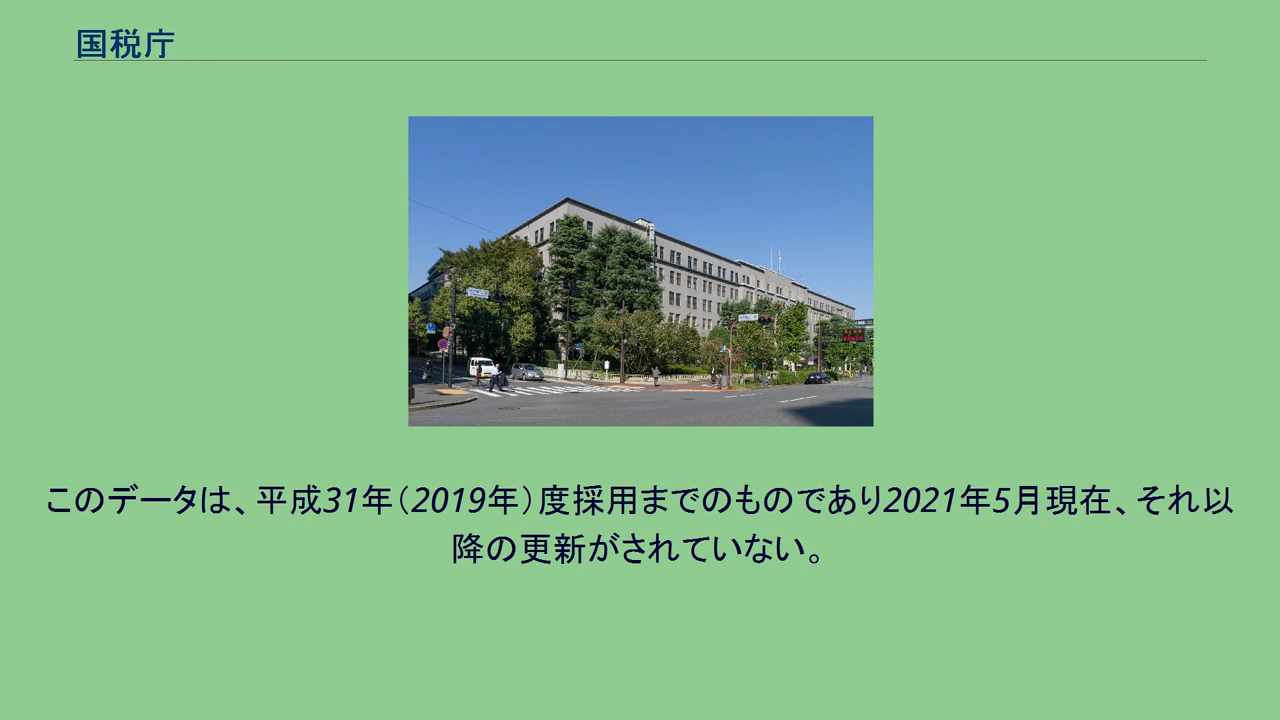 国税庁
このデータは、平成31年（2019年）度採用までのものであり2021年5月現在、それ以
降の更新がされていない。